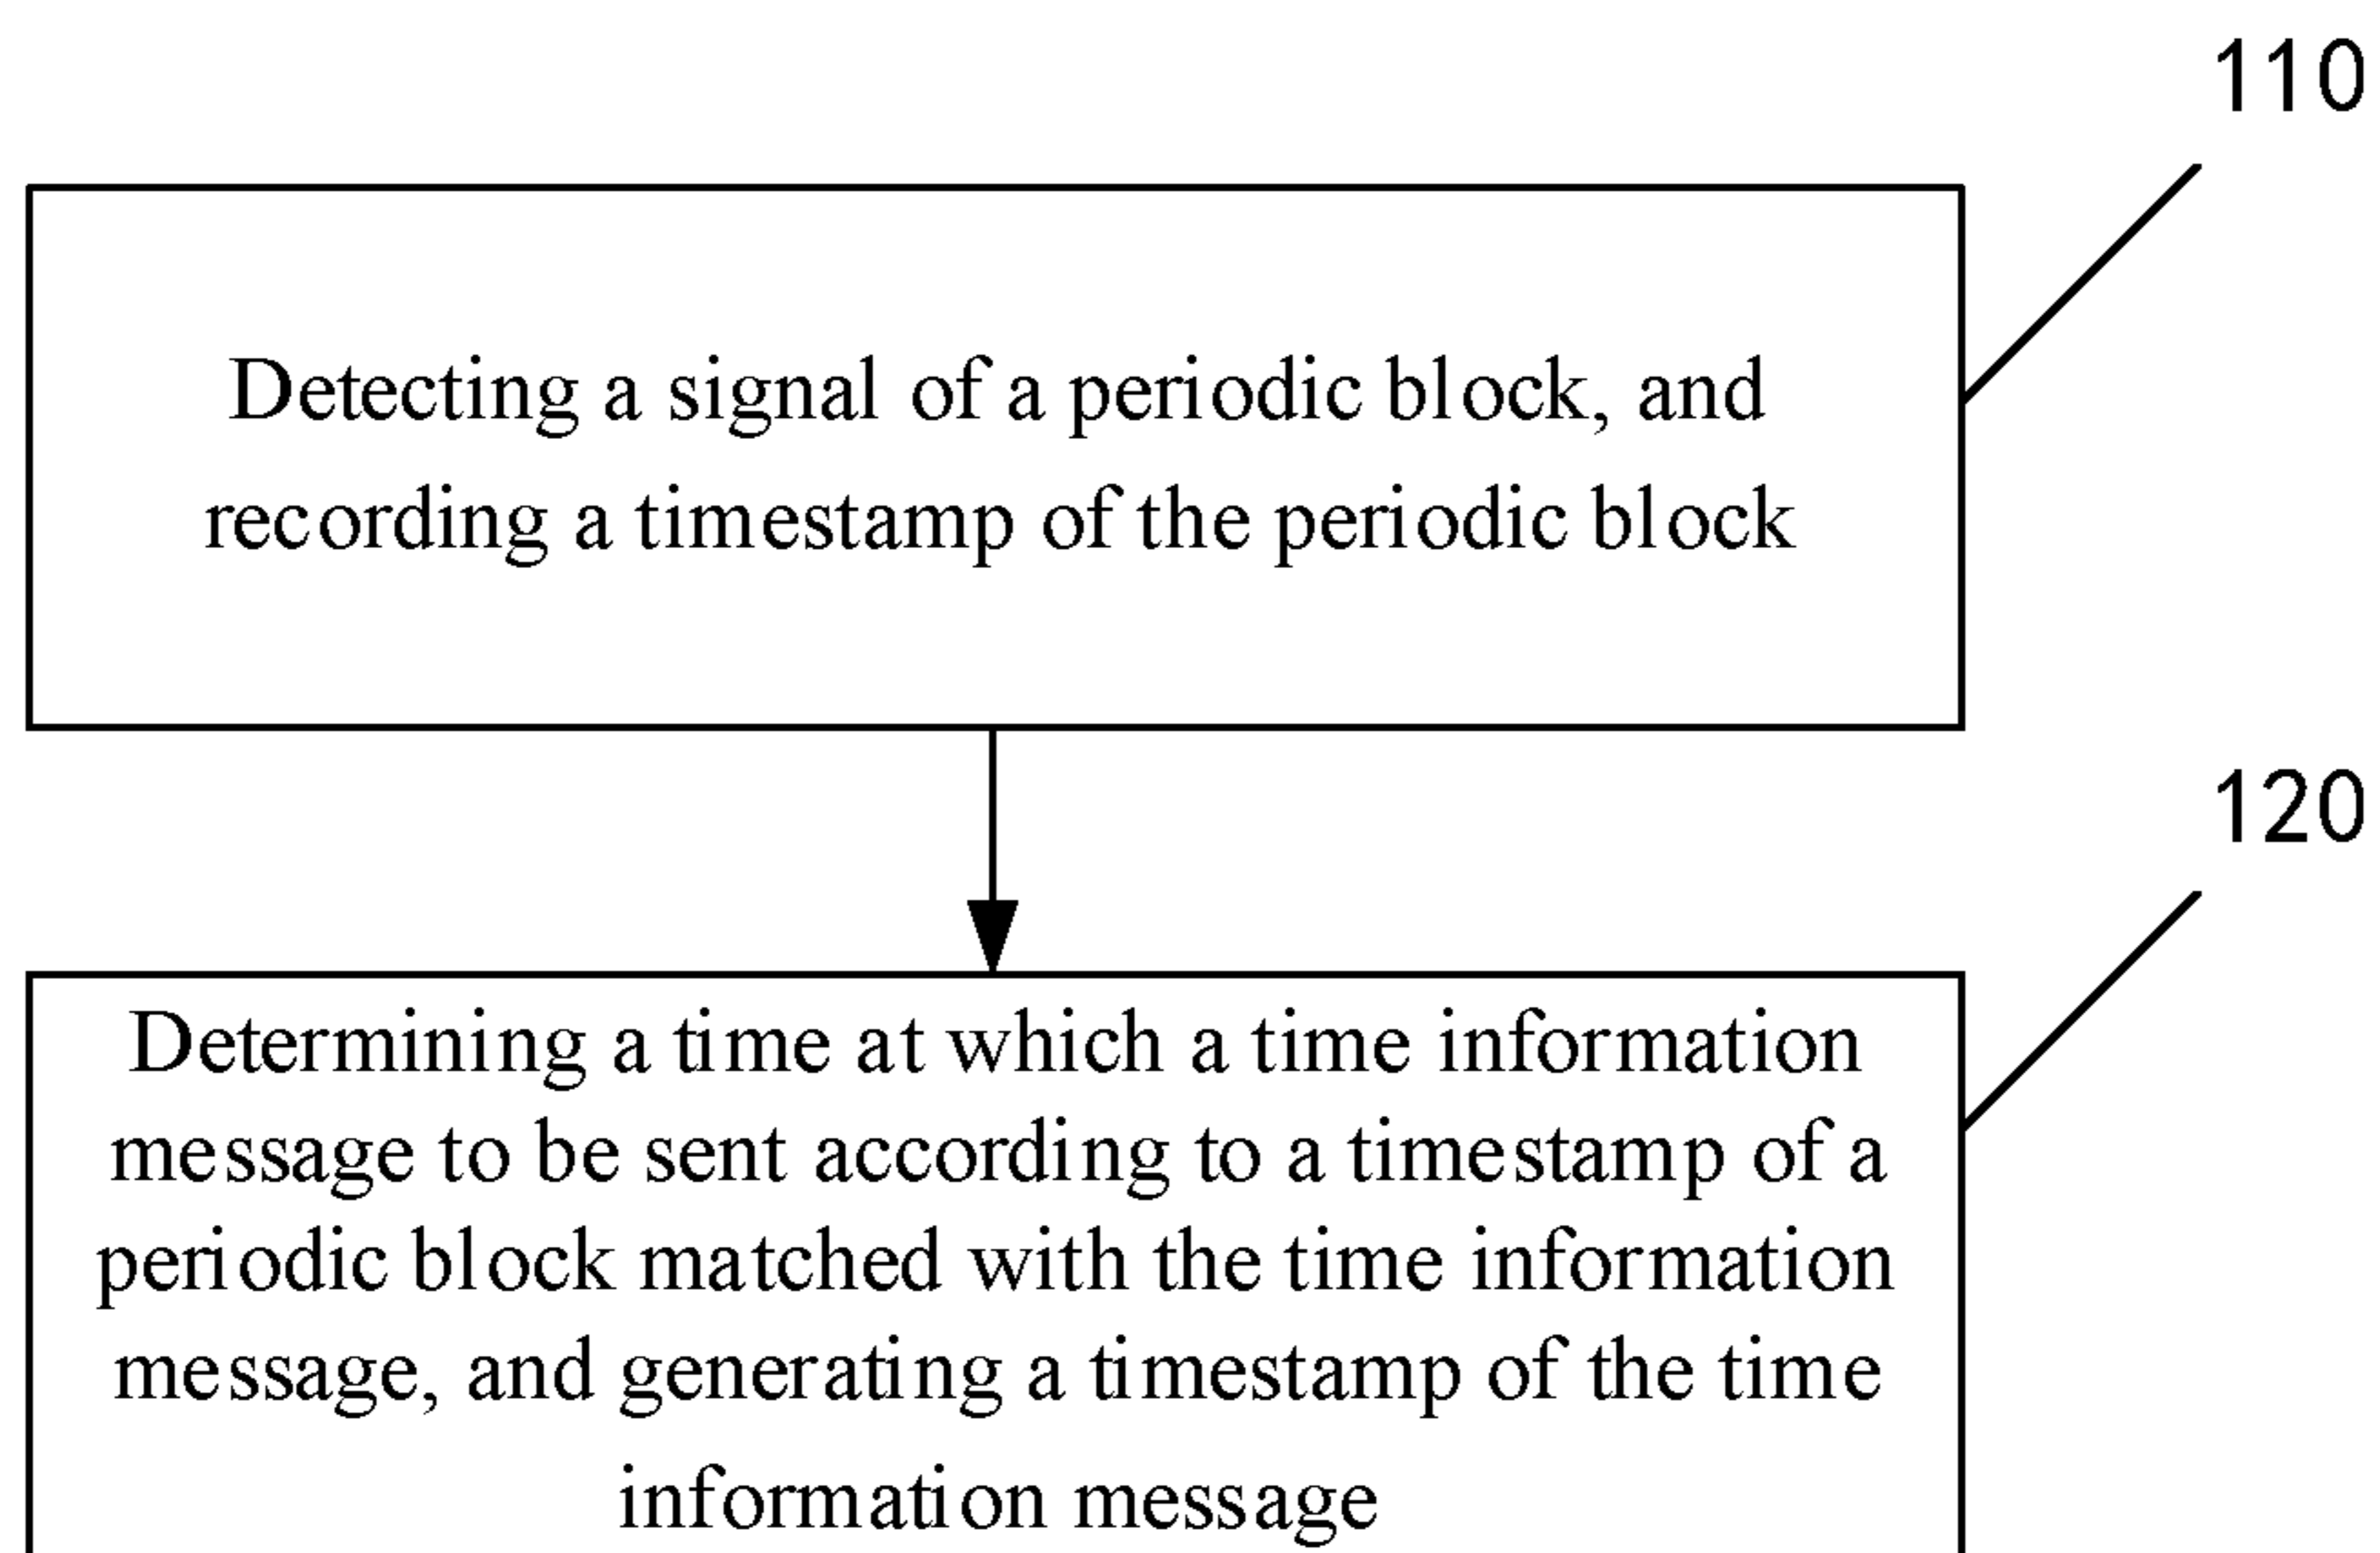 110
Detecting a signal of a periodic block, and
recording a timestamp of the periodic block
120
Determining a time at which a time information
message to be sent according to a timestamp of a
periodic block matched with the time information
message, and generating a timestamp of the time
information message